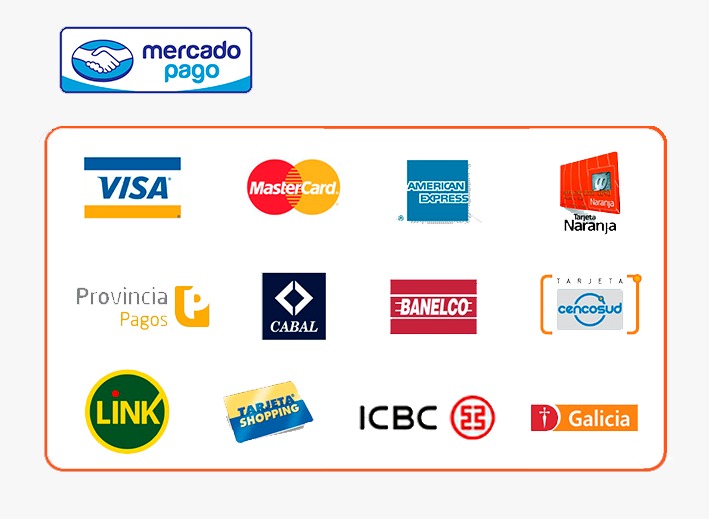 mercado
pago
VISA
MasterCard
AMERICAN
EXPRESS
®
Naranja
Tarjeta
Naranja
Provincia
Pagos
CABAL
BANELCO
TARJETA
cencosud
LINK
TARJETA
SHOPPING
ICBC
Galicia